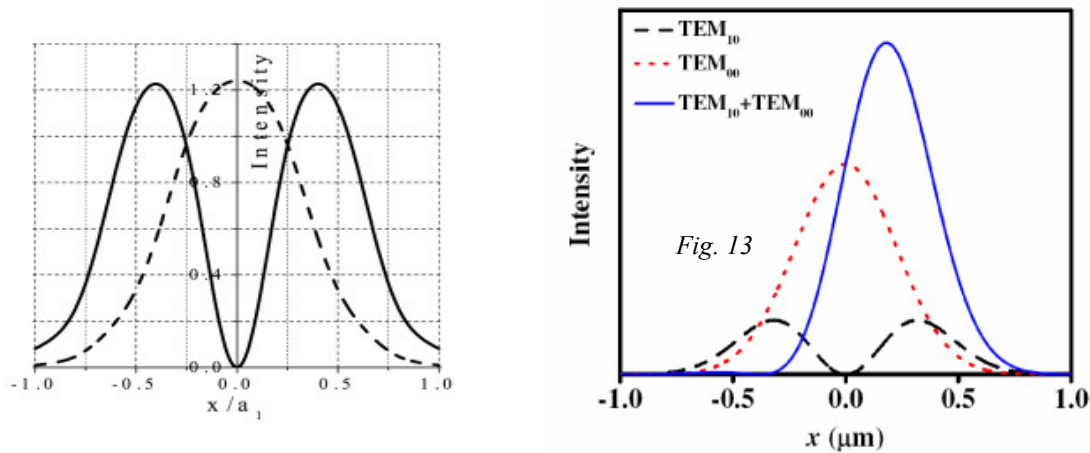 Intensity
1.2
0.8
0.4
0.0
-1.0
-0.5
0.0
0.5
1.0
x/a₁
TEM₁₀
TEM₀₀
TEM₁₀+TEM₀₀
Intensity
Fig. 13
-1.0
-0.5
0.0
0.5
1.0
x (μm)